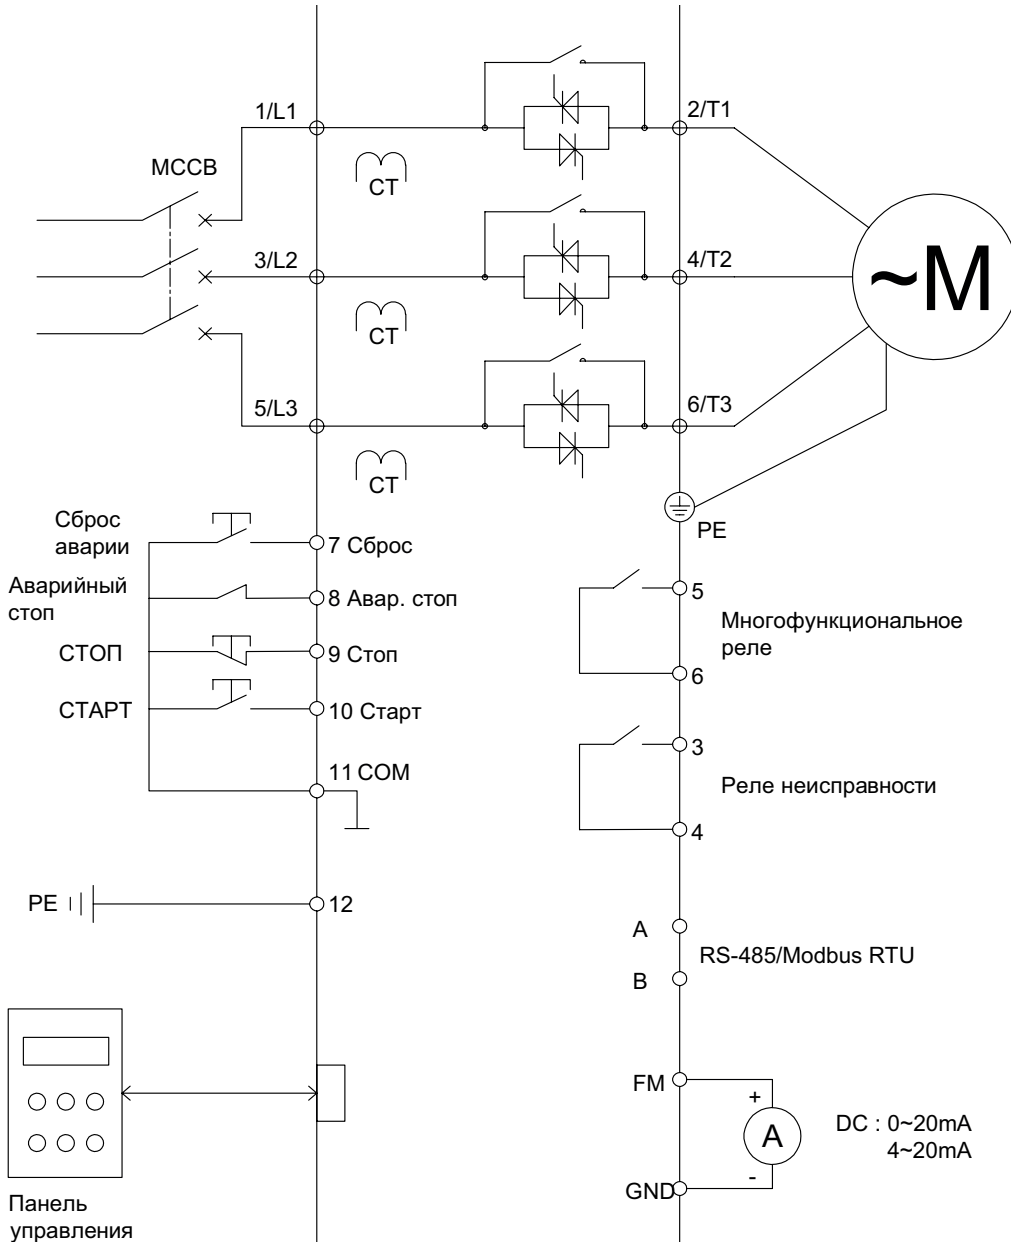 1/L1
2/T1
MCCB
CT
3/L2
4/T2
~M
CT
5/L3
6/T3
CT
PE
Сброс
аварии
7 Сброс
Аварийный
стоп
8 Авар. стоп
СТОП
9 Стоп
СТАРТ
10 Старт
11 COM
5
Многофункциональное
реле
6
3
Реле неисправности
4
PE
12
A
RS-485/Modbus RTU
B
FM
+
A
-
DC : 0~20mA
4~20mA
GND
Панель
управления